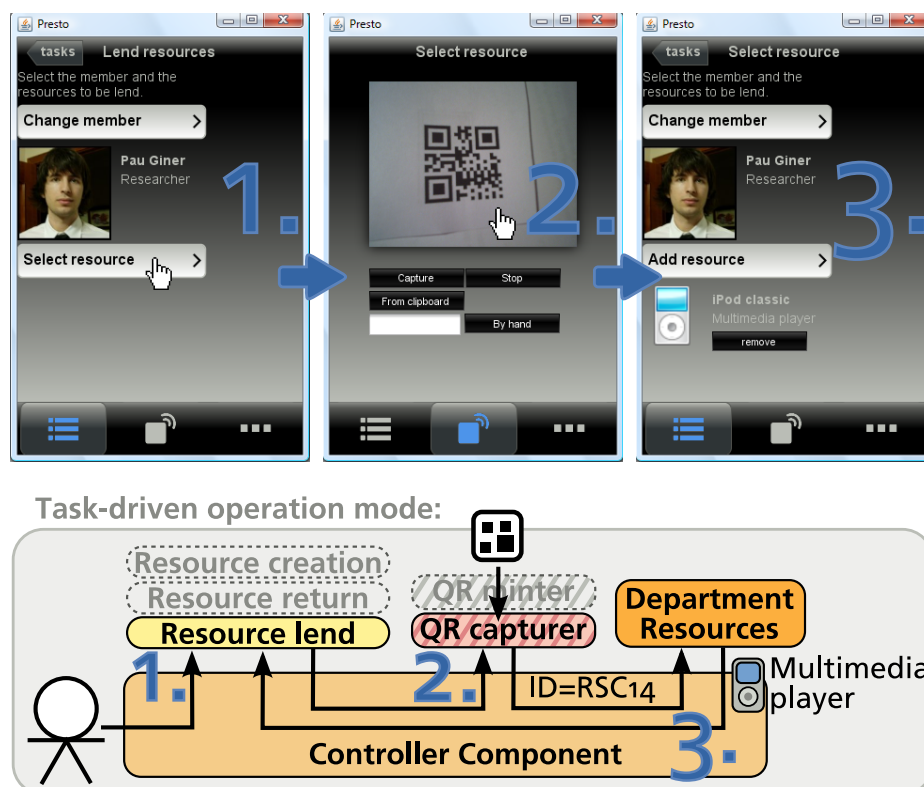 Presto
tasks
Lend resources
Select the member and the
resources to be lend.
Change member
Pau Giner
Researcher
1.
Select resource
Presto
Select resource
2.
Capture
Stop
From clipboard
By hand
Presto
tasks
Select resource
Select the member and the
resources to be lend.
Change member
Pau Giner
Researcher
3.
Add resource
iPod classic
Multimedia player
remove
Task-driven operation mode:
Resource creation
Resource return
Resource lend
QR minter
QR capturer
Department
Resources
1.
2.
ID=RSC14
Multimedia
player
Controller Component
3.